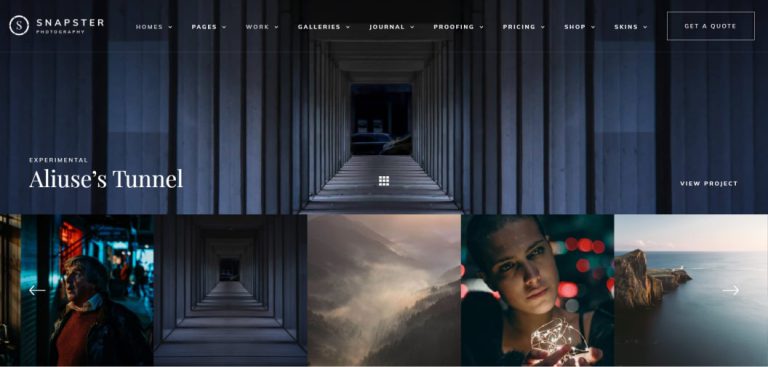 SNAPSTER
PHOTOGRAPHY
HOMES PAGES WORK GALLERIES JOURNAL PROOFING PRICING SHOP SKINS GET A QUOTE
EXPERIMENTAL
Aliuse's Tunnel
VIEW PROJECT